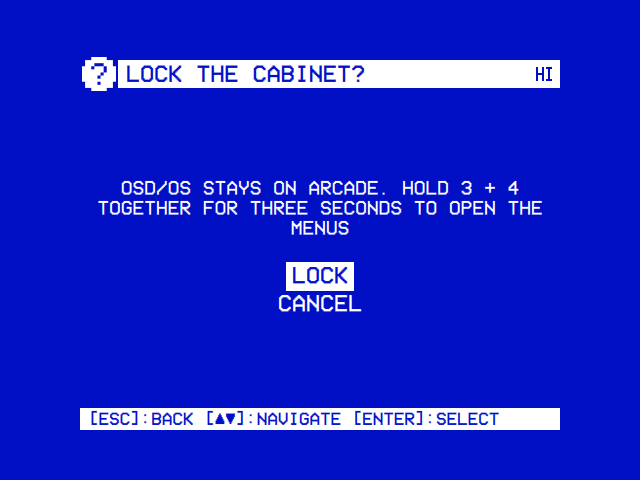 ? LOCK THE CABINET? HI
OSD/OS STAYS ON ARCADE. HOLD 3 + 4
TOGETHER FOR THREE SECONDS TO OPEN THE
MENUS
LOCK
CANCEL
[ESC]:BACK [▲▼]:NAVIGATE [ENTER]:SELECT